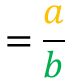 = a/b